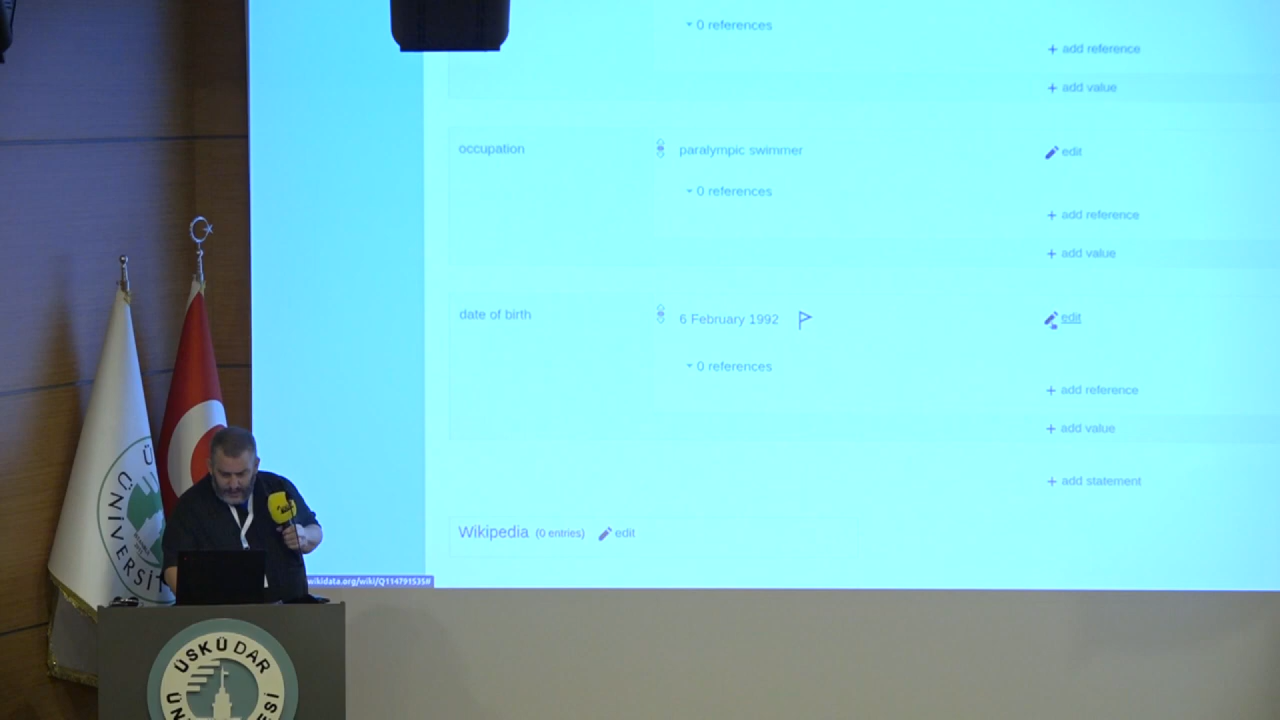 0 references
+ add reference
+ add value
occupation
paralympic swimmer
edit
0 references
+ add reference
+ add value
date of birth
6 February 1992
edit
0 references
+ add reference
+ add value
+ add statement
Wikipedia (0 entries) edit
wikidata.org/wiki/Q114791535#
ÜSKÜDAR